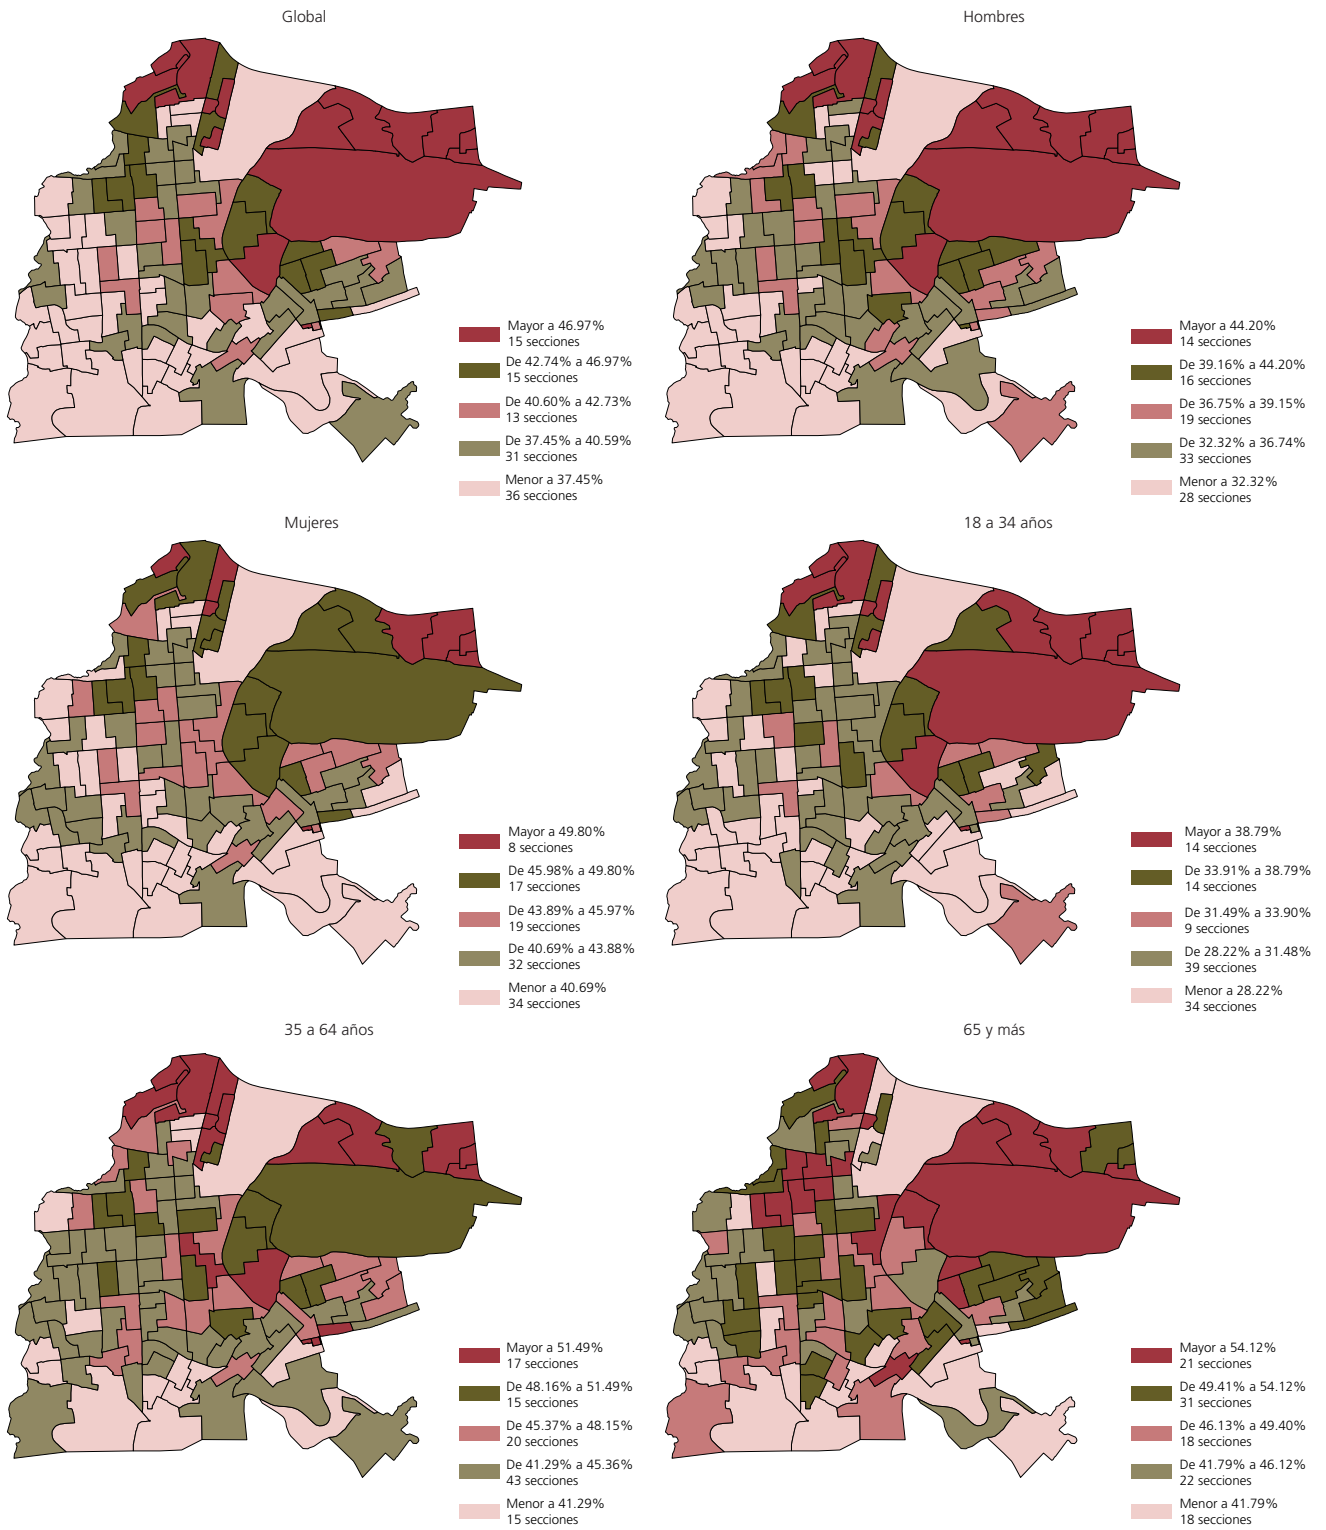 Global
Hombres
Mayor a 46.97%
15 secciones
De 42.74% a 46.97%
15 secciones
De 40.60% a 42.73%
13 secciones
De 37.45% a 40.59%
31 secciones
Menor a 37.45%
36 secciones
Mayor a 44.20%
14 secciones
De 39.16% a 44.20%
16 secciones
De 36.75% a 39.15%
19 secciones
De 32.32% a 36.74%
33 secciones
Menor a 32.32%
28 secciones
Mujeres
18 a 34 años
Mayor a 49.80%
8 secciones
De 45.98% a 49.80%
17 secciones
De 43.89% a 45.97%
19 secciones
De 40.69% a 43.88%
32 secciones
Menor a 40.69%
34 secciones
Mayor a 38.79%
14 secciones
De 33.91% a 38.79%
14 secciones
De 31.49% a 33.90%
9 secciones
De 28.22% a 31.48%
39 secciones
Menor a 28.22%
34 secciones
35 a 64 años
65 y más
Mayor a 51.49%
17 secciones
De 48.16% a 51.49%
15 secciones
De 45.37% a 48.15%
20 secciones
De 41.29% a 45.36%
43 secciones
Menor a 41.29%
15 secciones
Mayor a 54.12%
21 secciones
De 49.41% a 54.12%
31 secciones
De 46.13% a 49.40%
18 secciones
De 41.79% a 46.12%
22 secciones
Menor a 41.79%
18 secciones